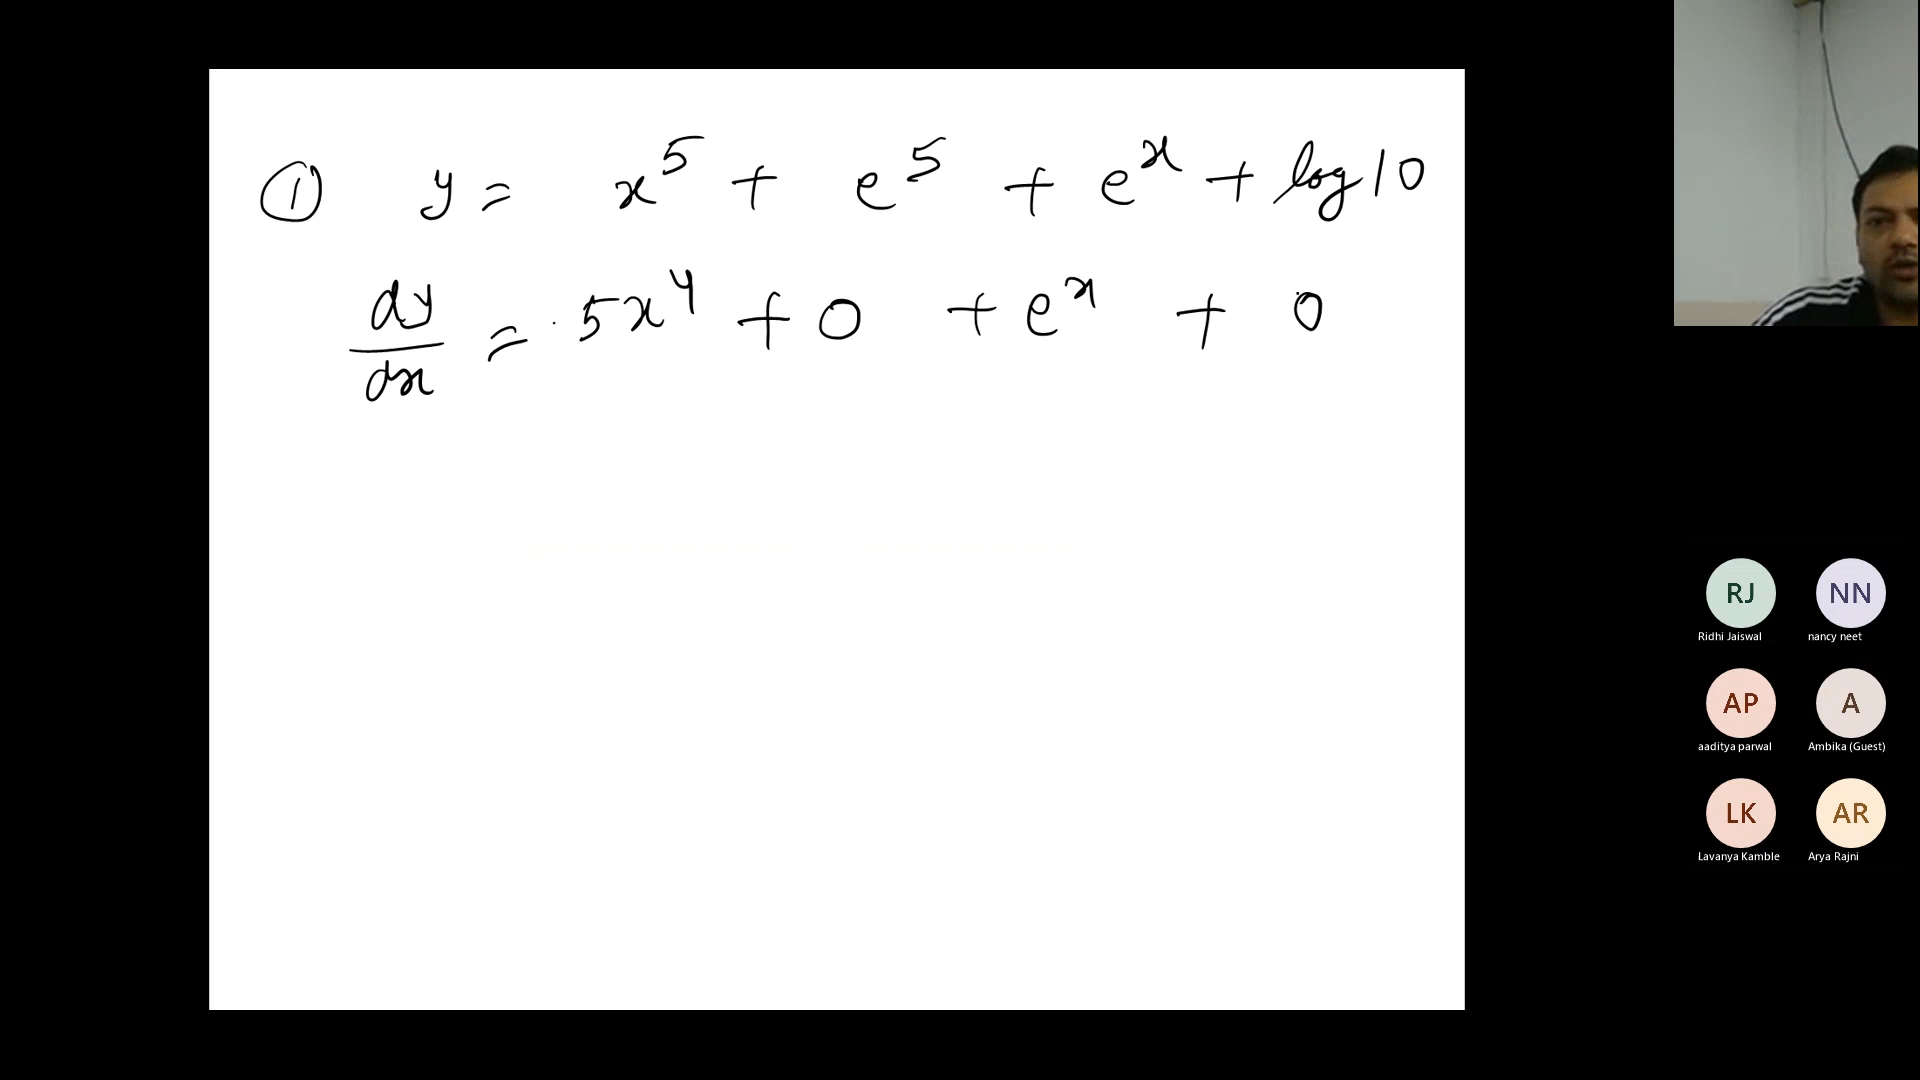 ① y = x⁵ + e⁵ + eˣ + log10
dy/dx = 5x⁴ + 0 + eˣ + 0
RJ NN
Ridhi Jaiswal nancy neet
AP A
aaditya parwal Ambika (Guest)
LK AR
Lavanya Kamble Arya Rajni